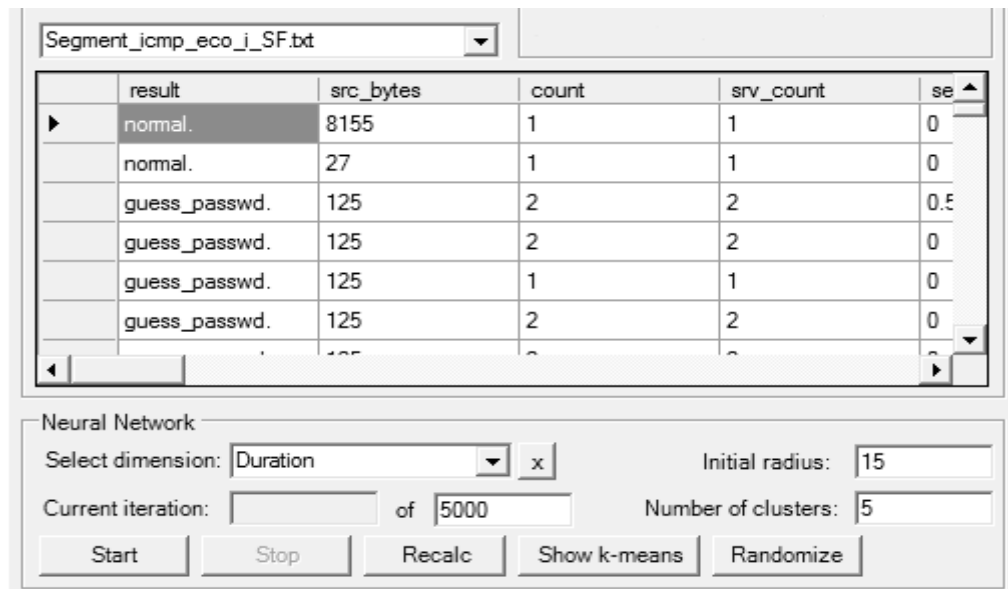 Segment_icmp_eco_i_SF.txt
result src_bytes count srv_count se
normal. 8155 1 1 0
normal. 27 1 1 0
guess_passwd. 125 2 2 0.5
guess_passwd. 125 2 2 0
guess_passwd. 125 1 1 0
guess_passwd. 125 2 2 0
Neural Network
Select dimension: Duration x Initial radius: 15
Current iteration: of 5000 Number of clusters: 5
Start Stop Recalc Show k-means Randomize